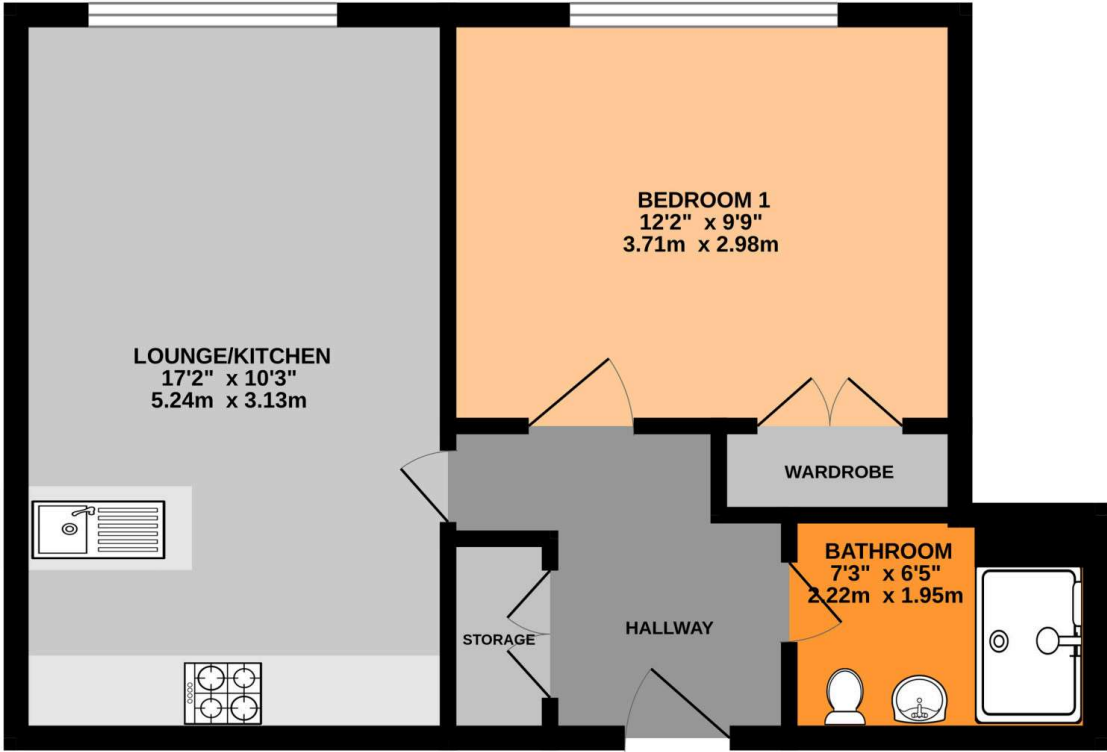 BEDROOM 1
12'2" x 9'9"
3.71m x 2.98m
LOUNGE/KITCHEN
17'2" x 10'3"
5.24m x 3.13m
WARDROBE
BATHROOM
7'3" x 6'5"
2.22m x 1.95m
STORAGE
HALLWAY